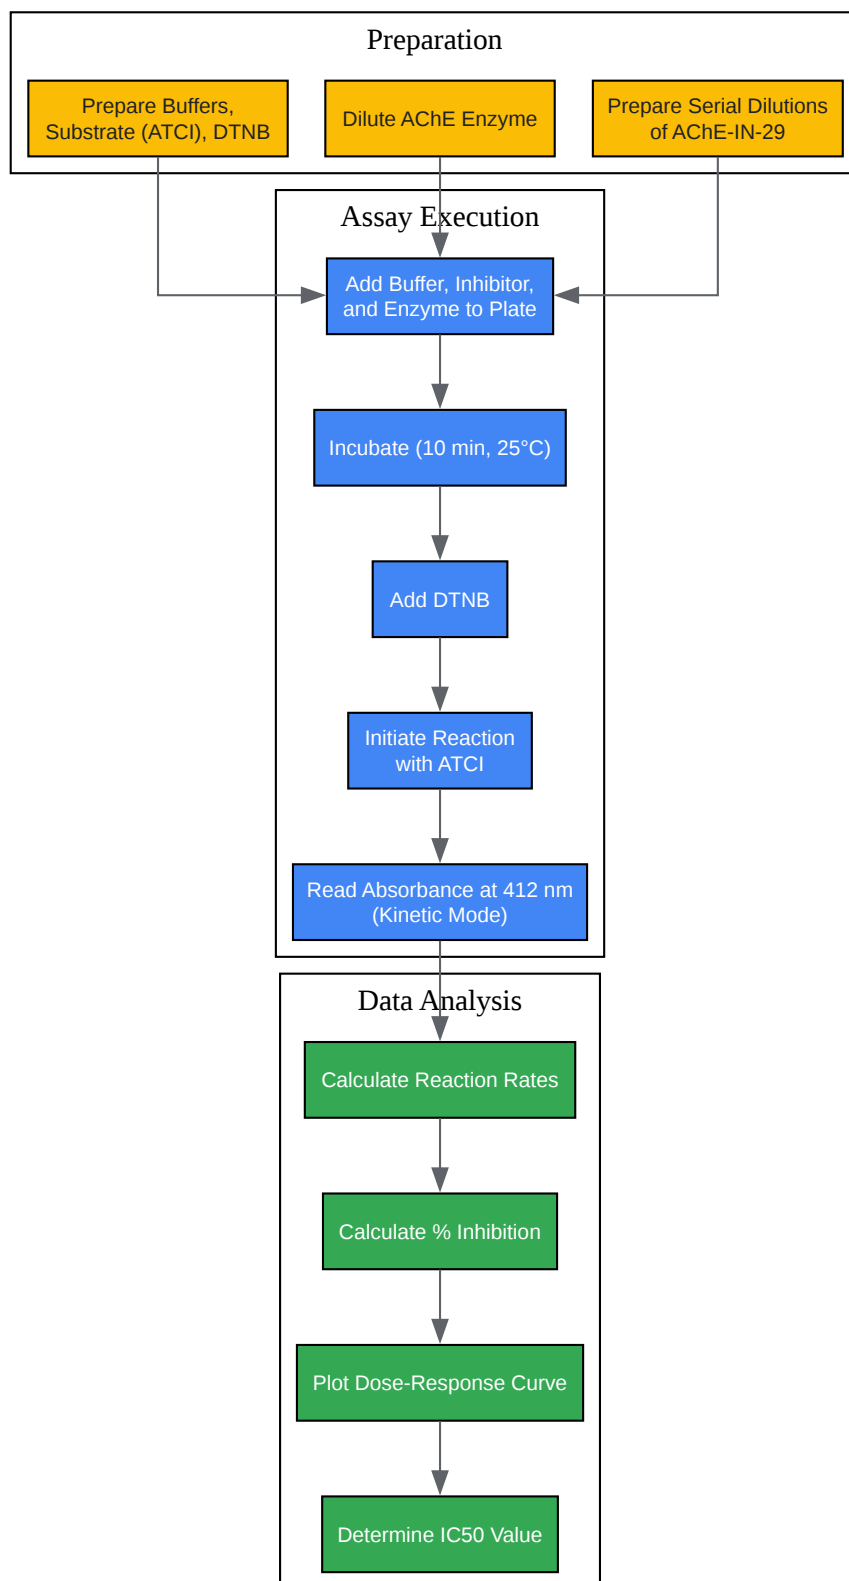 Preparation
Prepare Buffers,
Substrate (ATCI), DTNB
Dilute AChE Enzyme
Prepare Serial Dilutions
of AChE-IN-29
Assay Execution
Add Buffer, Inhibitor,
and Enzyme to Plate
Incubate (10 min, 25°C)
Add DTNB
Initiate Reaction
with ATCI
Read Absorbance at 412 nm
(Kinetic Mode)
Data Analysis
Calculate Reaction Rates
Calculate % Inhibition
Plot Dose-Response Curve
Determine IC50 Value